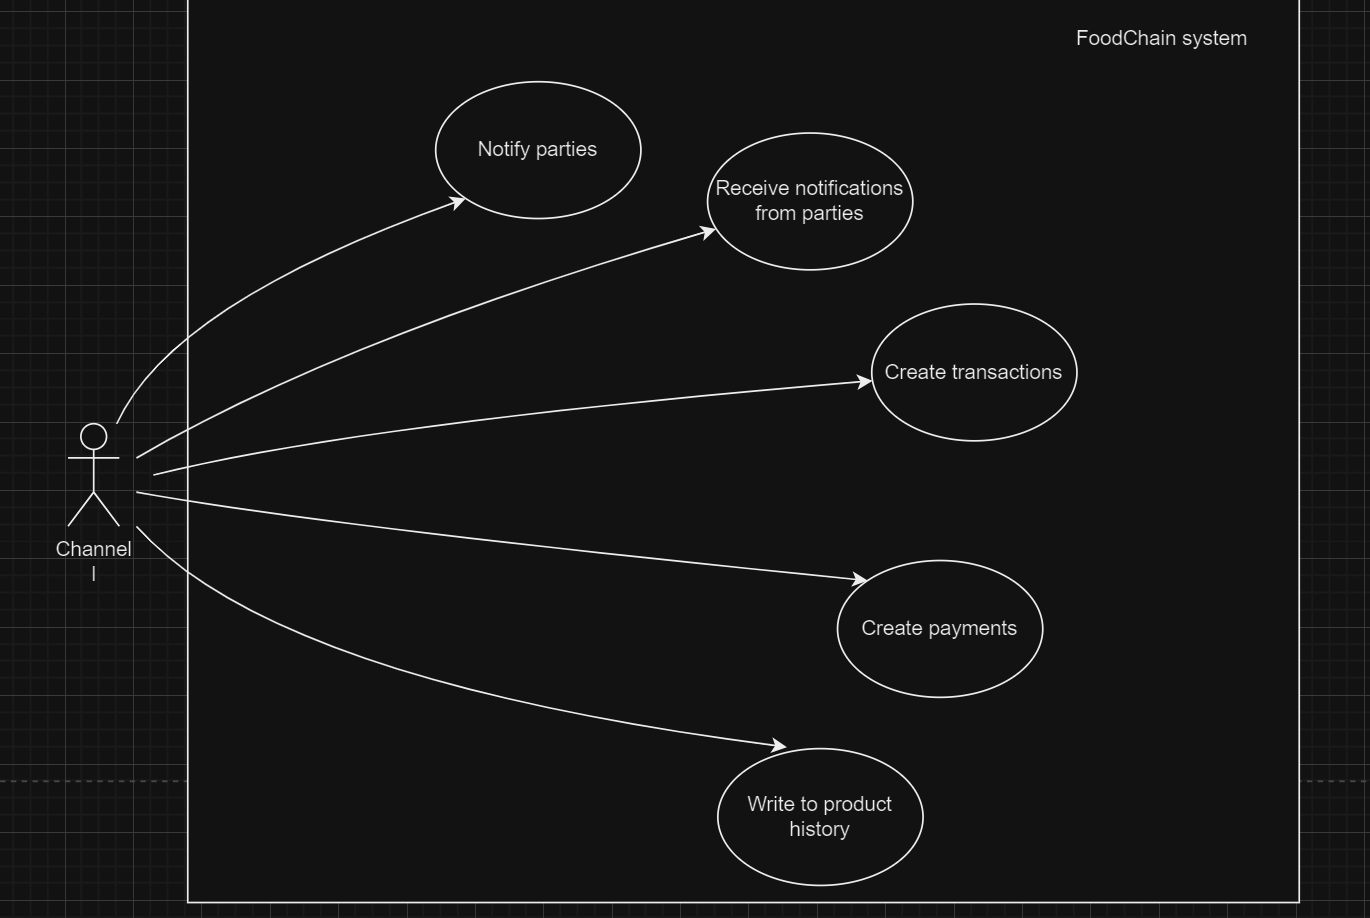 FoodChain system
Notify parties
Receive notifications
from parties
Create transactions
Channel
l
Create payments
Write to product
history